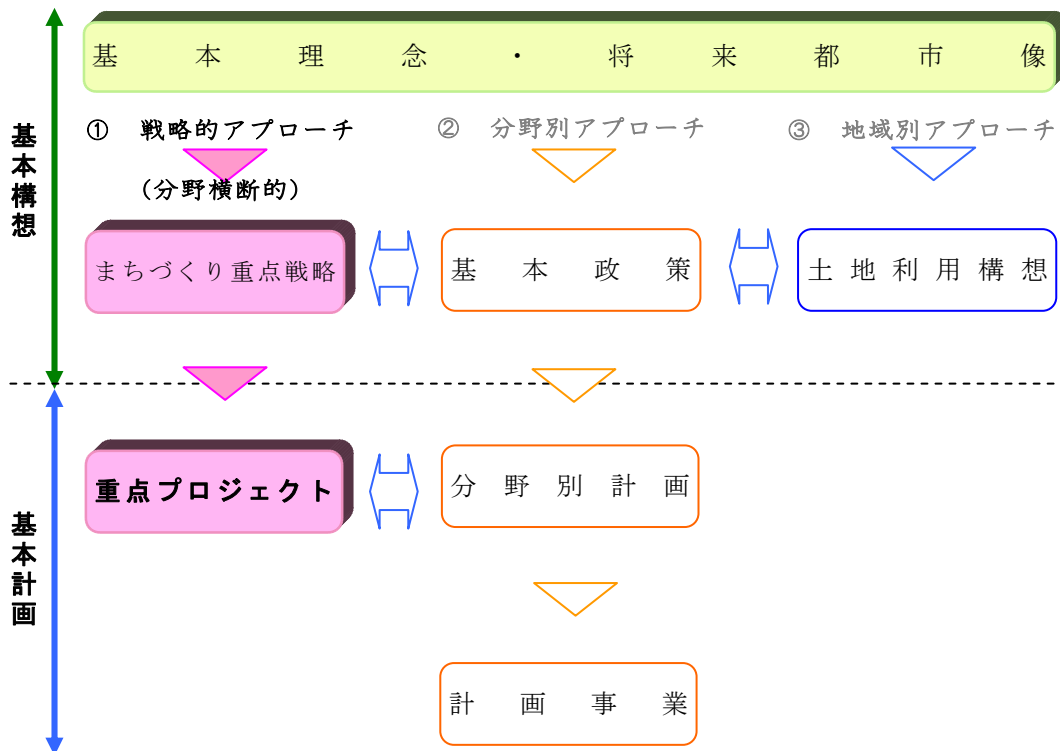 基本理念・将来都市像
① 戦略的アプローチ
(分野横断的)
② 分野別アプローチ
③ 地域別アプローチ
基本構想
まちづくり重点戦略
基本政策
土地利用構想
基本計画
重点プロジェクト
分野別計画
計画事業